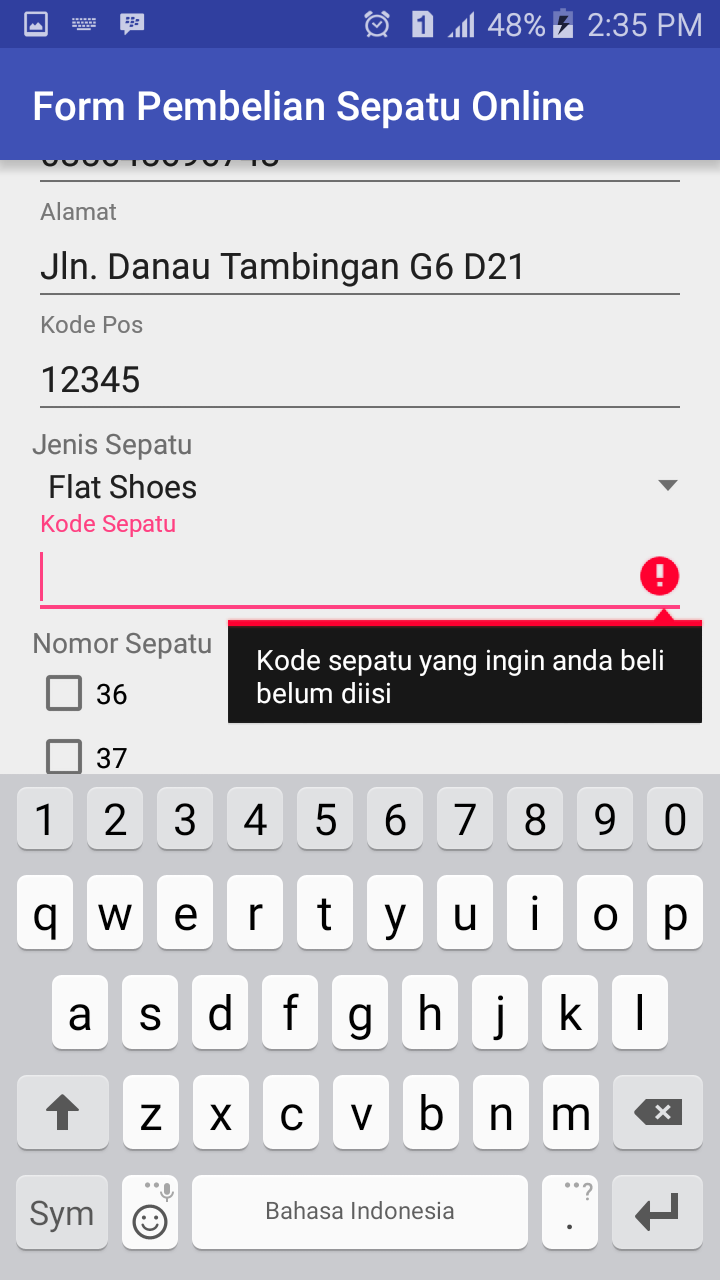 48% 2:35 PM
Form Pembelian Sepatu Online
Alamat
Jln. Danau Tambingan G6 D21
Kode Pos
12345
Jenis Sepatu
Flat Shoes
Kode Sepatu
Nomor Sepatu
Kode sepatu yang ingin anda beli
belum diisi
36
37
1 2 3 4 5 6 7 8 9 0
q w e r t y u i o p
a s d f g h j k l
z x c v b n m
Sym Bahasa Indonesia . ?